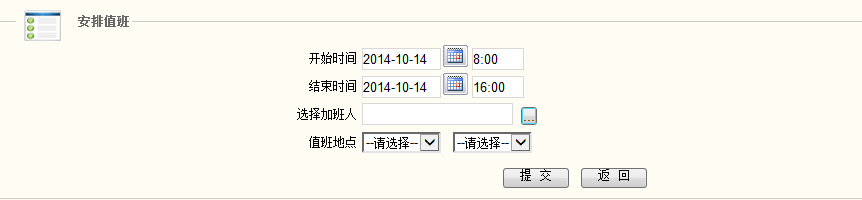 安排值班
开始时间 2014-10-14 8:00
结束时间 2014-10-14 16:00
选择加班人 ...
值班地点 --请选择-- --请选择--
提 交 返 回